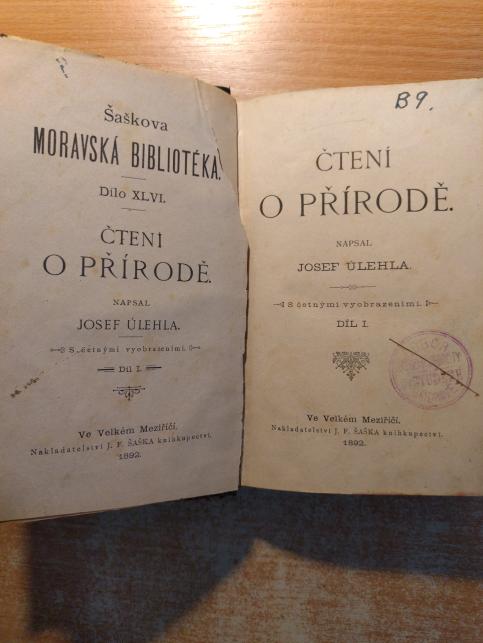 Šaškova
MORAVSKÁ BIBLIOTÉKA.
Dílo XLVI.
ČTENÍ
O PŘÍRODĚ.
NAPSAL
JOSEF ÚLEHLA.
S četnými vyobrazeními.
Díl I.
Ve Velkém Meziříčí.
Nakladatelství J. F. ŠAŠKA knihkupectví.
1892.
B9.
ČTENÍ
O PŘÍRODĚ.
NAPSAL
JOSEF ÚLEHLA.
S četnými vyobrazeními.
DÍL I.
Ve Velkém Meziříčí.
Nakladatelství J. F. ŠAŠKA knihkupectví.
1892.